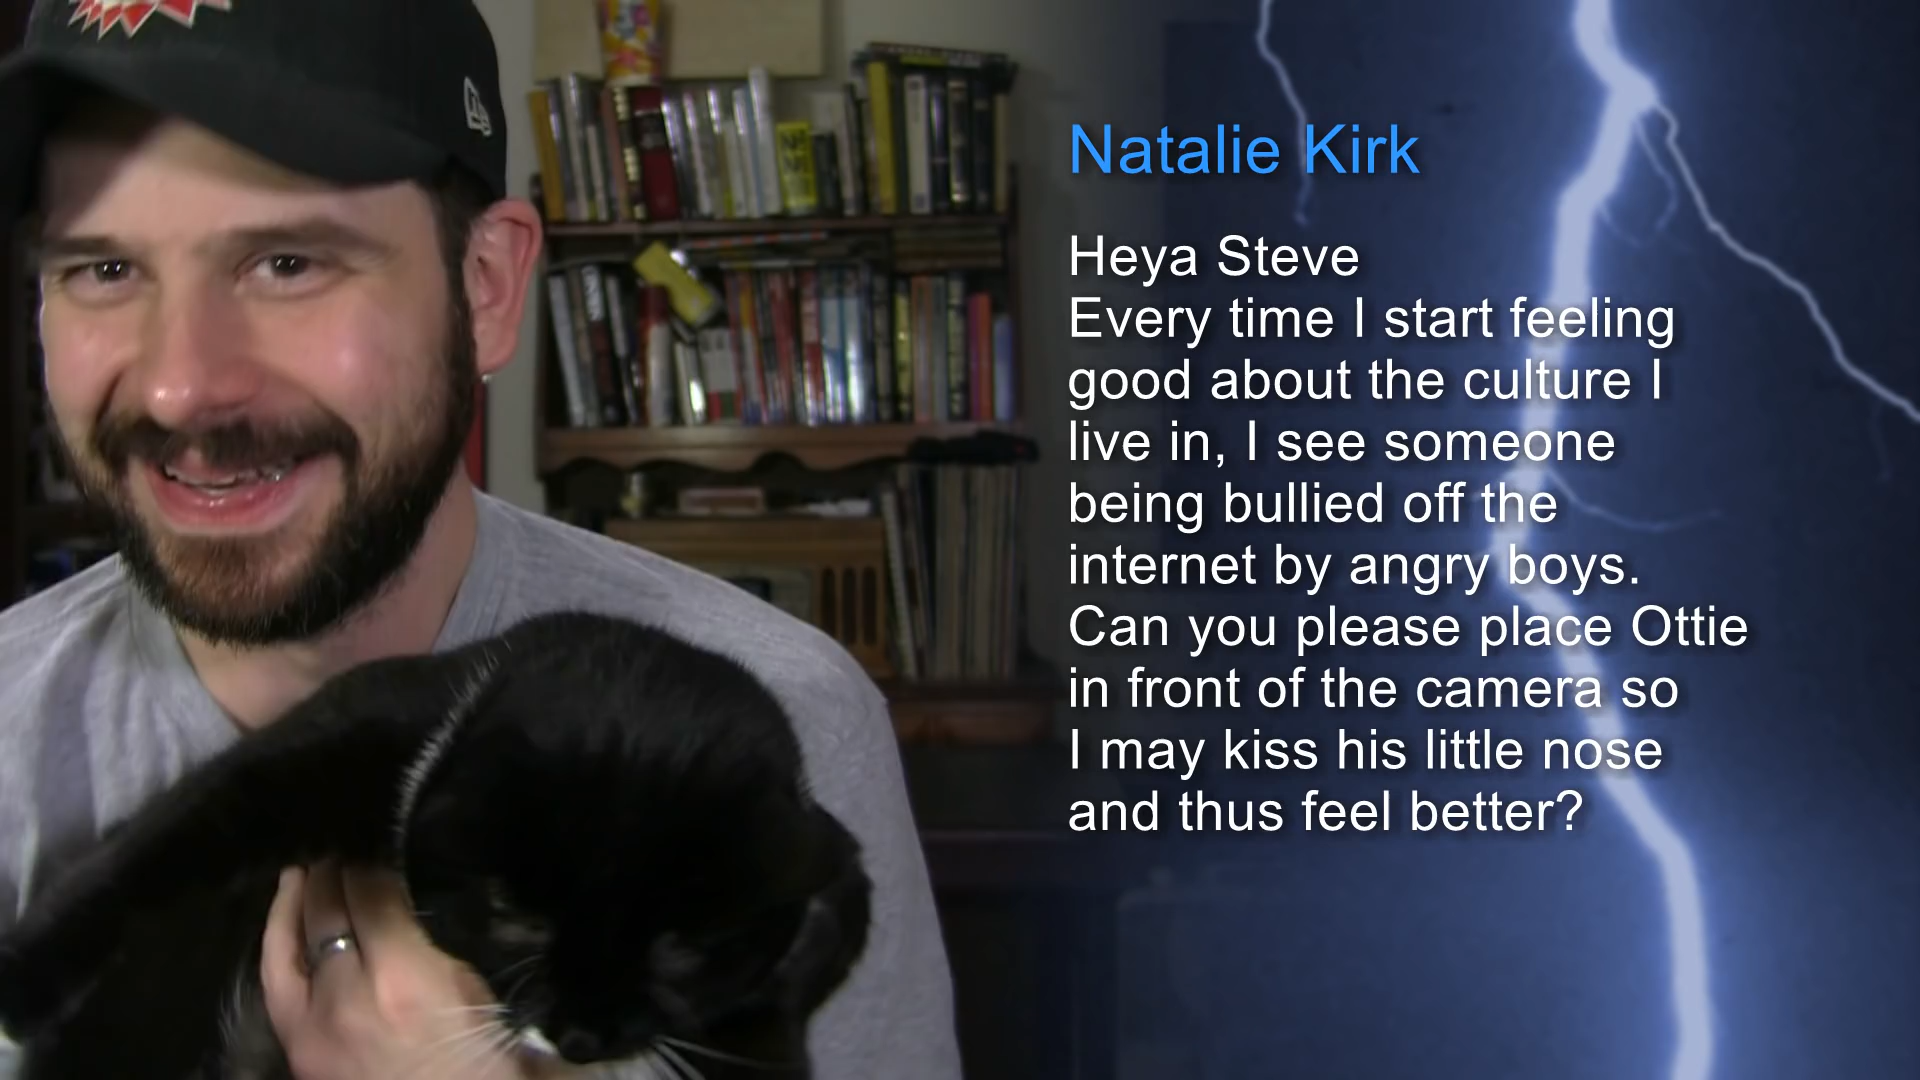 Natalie Kirk
Heya Steve
Every time I start feeling
good about the culture I
live in, I see someone
being bullied off the
internet by angry boys.
Can you please place Ottie
in front of the camera so
I may kiss his little nose
and thus feel better?